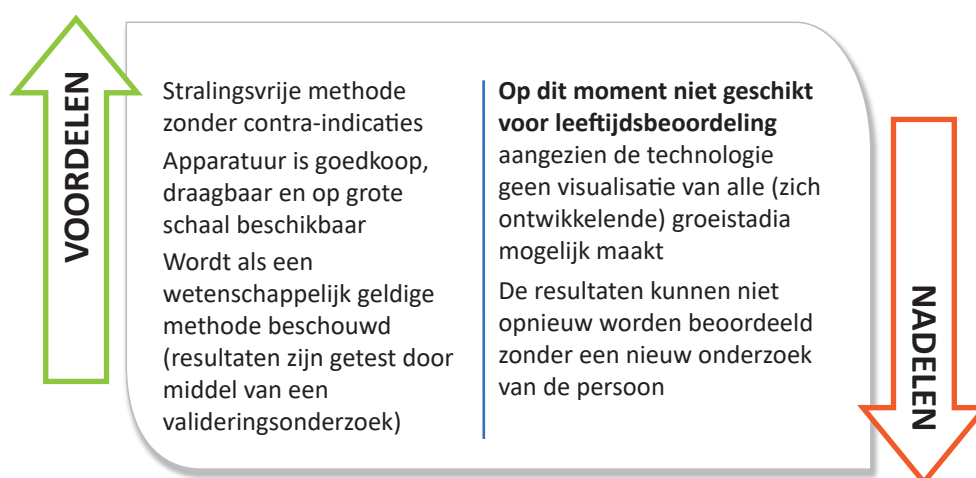 VOORDELEN
Stralingsvrije methode
zonder contra-indicaties
Apparatuur is goedkoop,
draagbaar en op grote
schaal beschikbaar
Wordt als een
wetenschappelijk geldige
methode beschouwd
(resultaten zijn getest door
middel van een
valideringsonderzoek)
Op dit moment niet geschikt
voor leeftijdsbeoordeling
aangezien de technologie
geen visualisatie van alle (zich
ontwikkelende) groeistadia
mogelijk maakt
De resultaten kunnen niet
opnieuw worden beoordeeld
zonder een nieuw onderzoek
van de persoon
NADELEN